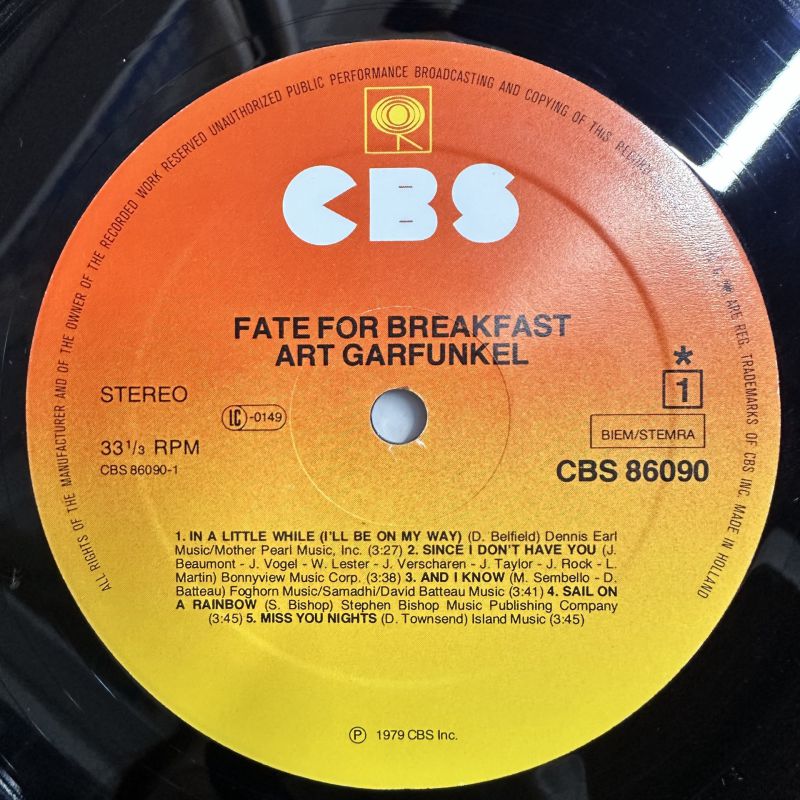 ALL RIGHTS OF THE MANUFACTURER AND OF THE OWNER OF THE RECORDED WORK RESERVED UNAUTHORIZED PUBLIC PERFORMANCE BROADCASTING AND COPYING OF THIS RECORD
ARE REG. TRADEMARKS OF CBS INC. MADE IN HOLLAND
CBS
FATE FOR BREAKFAST
ART GARFUNKEL
STEREO
LC-0149
*
1
33 1/3 RPM
BIEM/STEMRA
CBS 86090-1
CBS 86090
1. IN A LITTLE WHILE (I'LL BE ON MY WAY) (D. Belfield) Dennis Earl
Music/Mother Pearl Music, Inc. (3:27) 2. SINCE I DON'T HAVE YOU (J.
Beaumont - J. Vogel - W. Lester - J. Verscharen - J. Taylor - J. Rock - L.
Martin) Bonnyview Music Corp. (3:38) 3. AND I KNOW (M. Sembello - D.
Batteau) Foghorn Music/Samadhi/David Batteau Music (3:41) 4. SAIL ON
A RAINBOW (S. Bishop) Stephen Bishop Music Publishing Company
(3:45) 5. MISS YOU NIGHTS (D. Townsend) Island Music (3:45)
℗ 1979 CBS Inc.